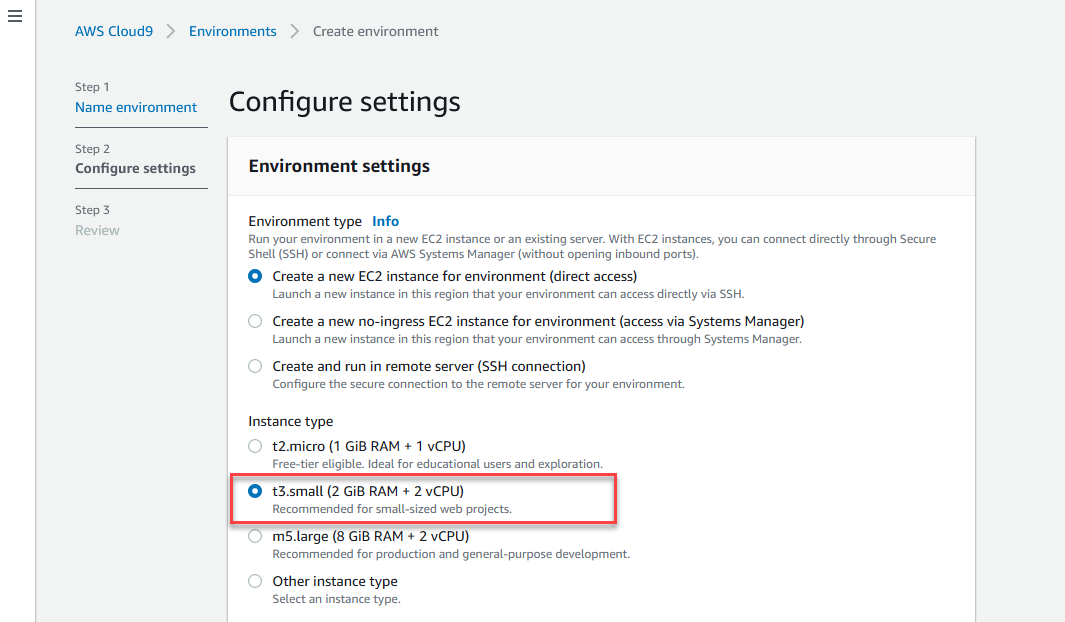 AWS Cloud9 > Environments > Create environment
Step 1
Name environment
Step 2
Configure settings
Step 3
Review
Configure settings
Environment settings
Environment type Info
Run your environment in a new EC2 instance or an existing server. With EC2 instances, you can connect directly through Secure
Shell (SSH) or connect via AWS Systems Manager (without opening inbound ports).
Create a new EC2 instance for environment (direct access)
Launch a new instance in this region that your environment can access directly via SSH.
Create a new no-ingress EC2 instance for environment (access via Systems Manager)
Launch a new instance in this region that your environment can access through Systems Manager.
Create and run in remote server (SSH connection)
Configure the secure connection to the remote server for your environment.
Instance type
t2.micro (1 GiB RAM + 1 vCPU)
Free-tier eligible. Ideal for educational users and exploration.
t3.small (2 GiB RAM + 2 vCPU)
Recommended for small-sized web projects.
m5.large (8 GiB RAM + 2 vCPU)
Recommended for production and general-purpose development.
Other instance type
Select an instance type.